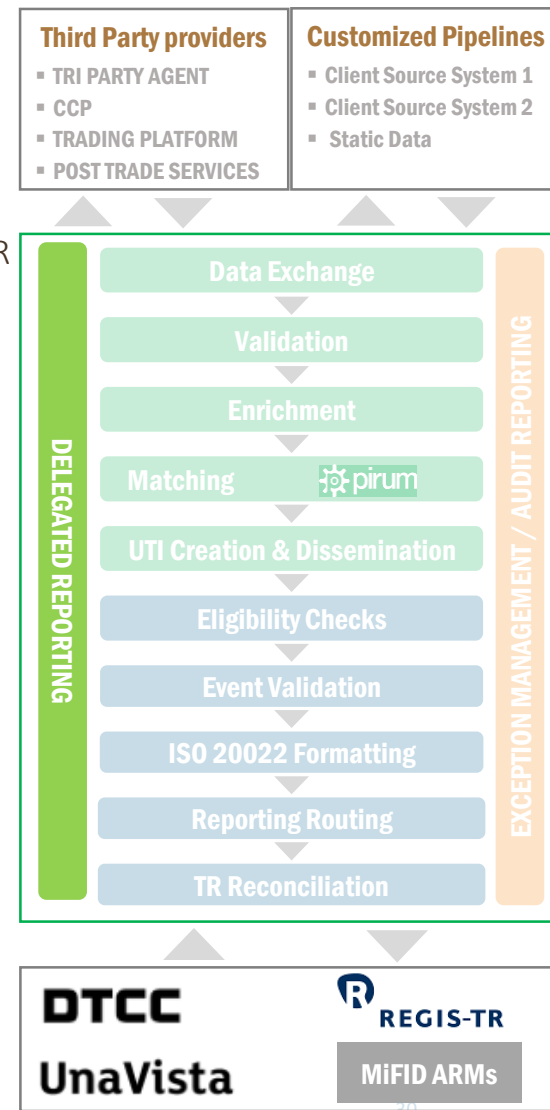 Third Party providers
▪ TRI PARTY AGENT
▪ CCP
▪ TRADING PLATFORM
▪ POST TRADE SERVICES
Customized Pipelines
▪ Client Source System 1
▪ Client Source System 2
▪ Static Data
R
DELEGATED REPORTING
Data Exchange
Validation
Enrichment
Matching pirum
UTI Creation & Dissemination
Eligibility Checks
Event Validation
ISO 20022 Formatting
Reporting Routing
TR Reconciliation
EXCEPTION MANAGEMENT / AUDIT REPORTING
DTCC
R REGIS-TR
UnaVista
MiFID ARMs
30